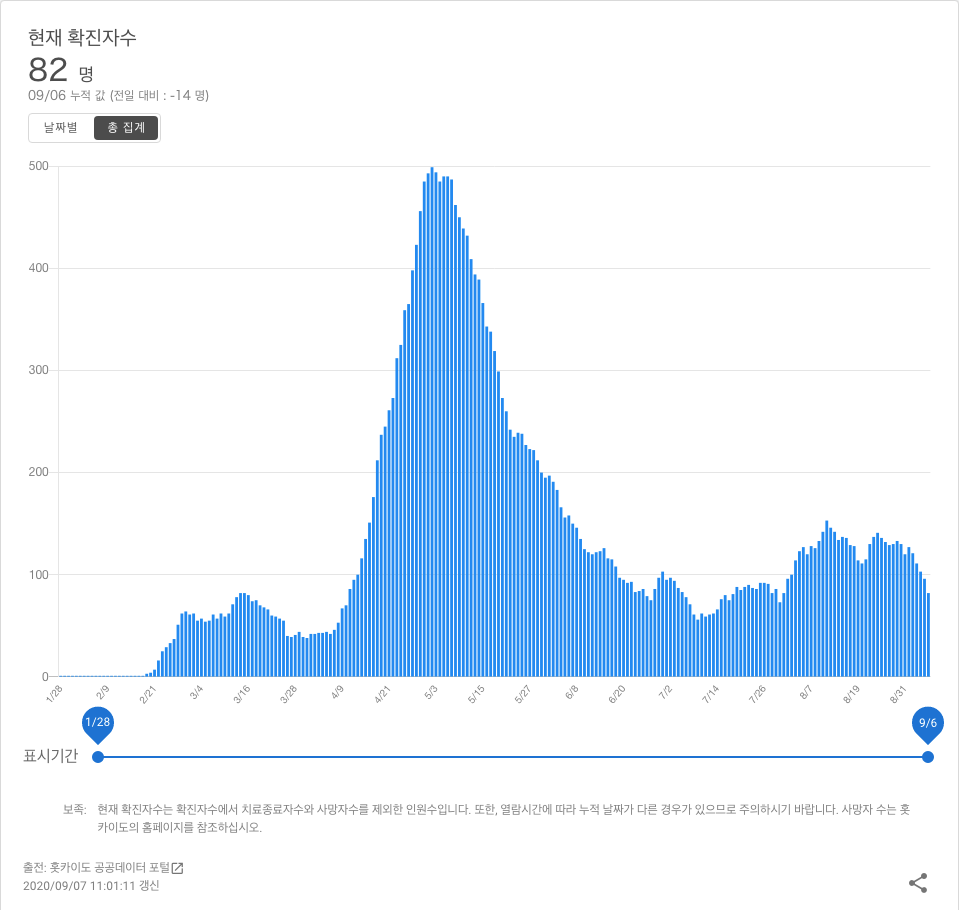 현재 확진자수
82 명
09/06 누적 값 (전일 대비 : -14 명)
날짜별 총 집계
500
400
300
200
100
0
1/28 2/9 2/21 3/4 3/16 3/28 4/9 4/21 5/3 5/15 5/27 6/8 6/20 7/2 7/14 7/26 8/7 8/19 8/31
1/28 9/6
표시기간
보족: 현재 확진자수는 확진자수에서 치료종료자수와 사망자수를 제외한 인원수입니다. 또한, 열람시간에 따라 누적 날짜가 다른 경우가 있으므로 주의하시기 바랍니다. 사망자 수는 홋
카이도의 홈페이지를 참조하십시오.
출전: 홋카이도 공공데이터 포털
2020/09/07 11:01:11 갱신